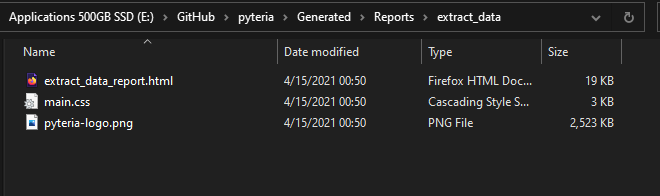 Applications 500GB SSD (E:) > GitHub > pyteria > Generated > Reports > extract_data
Name Date modified Type Size
extract_data_report.html 4/15/2021 00:50 Firefox HTML Doc... 19 KB
main.css 4/15/2021 00:50 Cascading Style S... 3 KB
pyteria-logo.png 4/15/2021 00:50 PNG File 2,523 KB